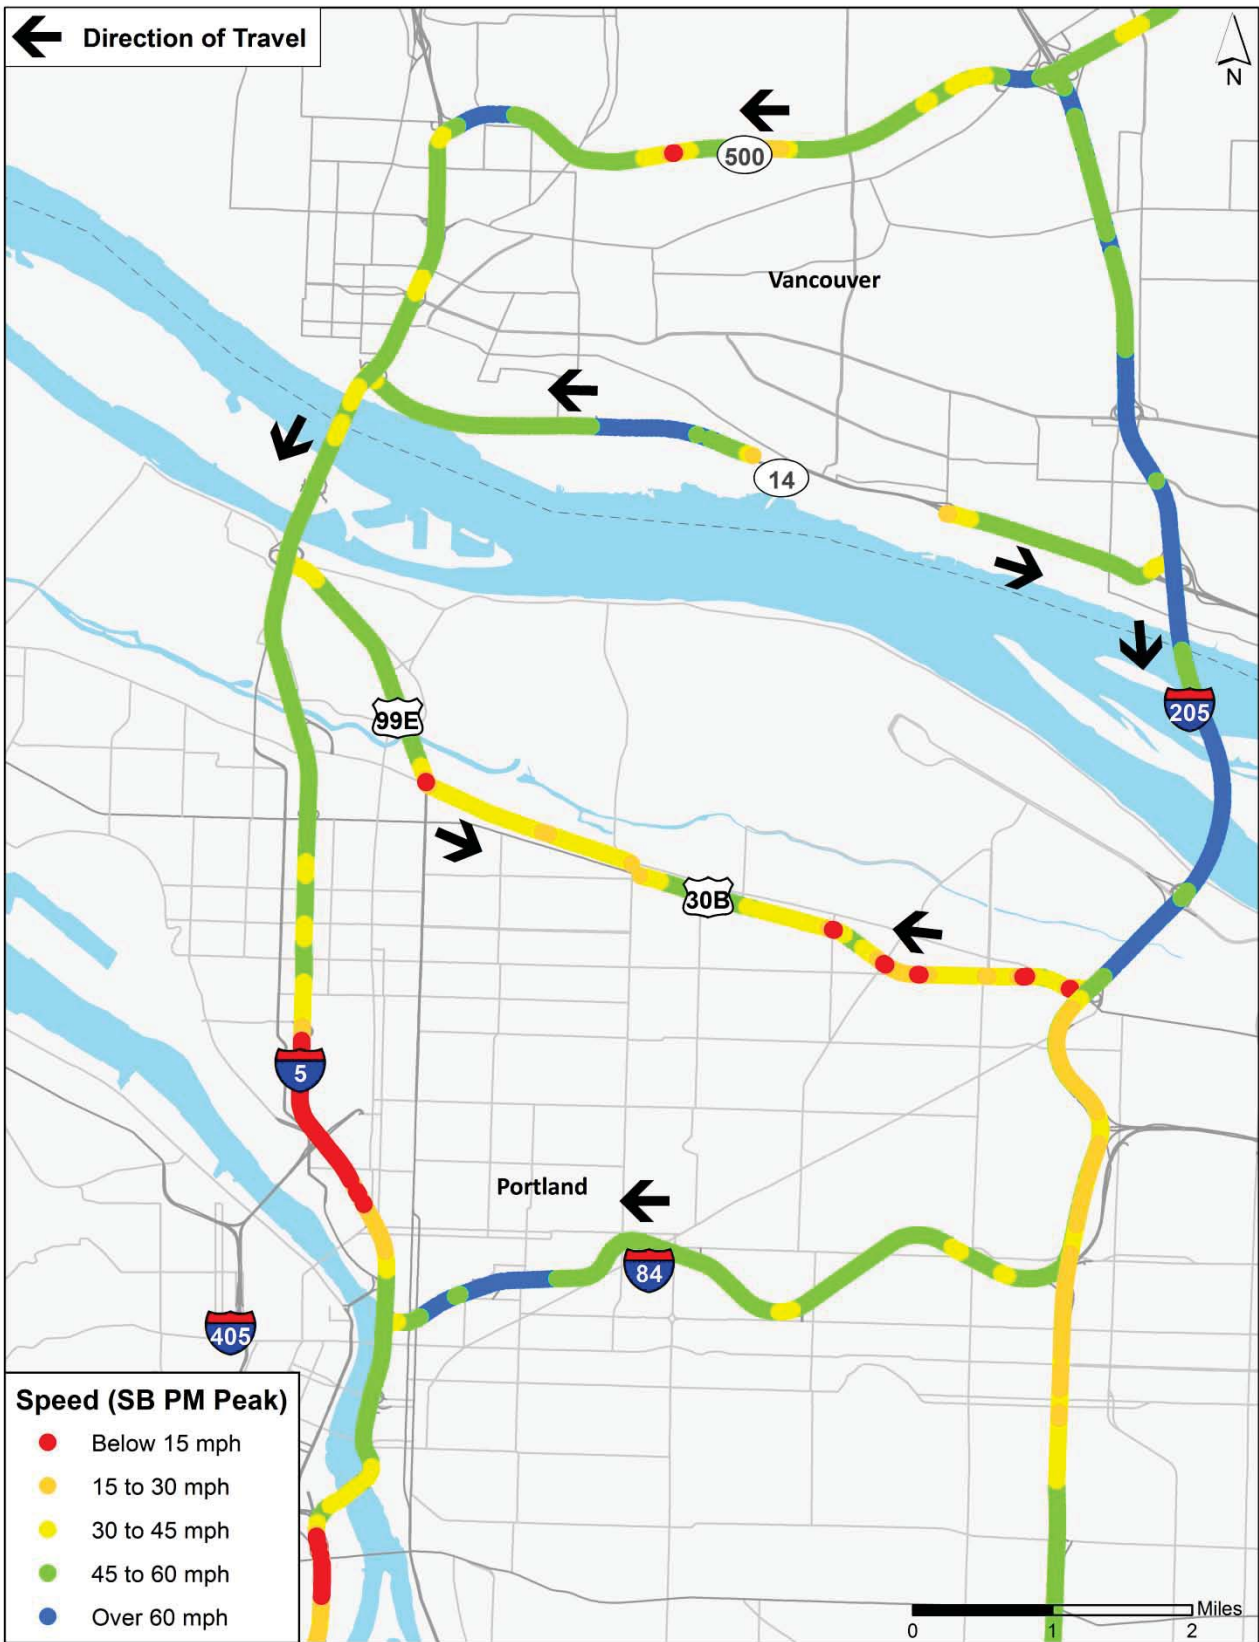 Direction of Travel
N
500
Vancouver
14
205
99E
30B
5
Portland
84
405
Speed (SB PM Peak)
Below 15 mph
15 to 30 mph
30 to 45 mph
45 to 60 mph
Over 60 mph
Miles
0 1 2